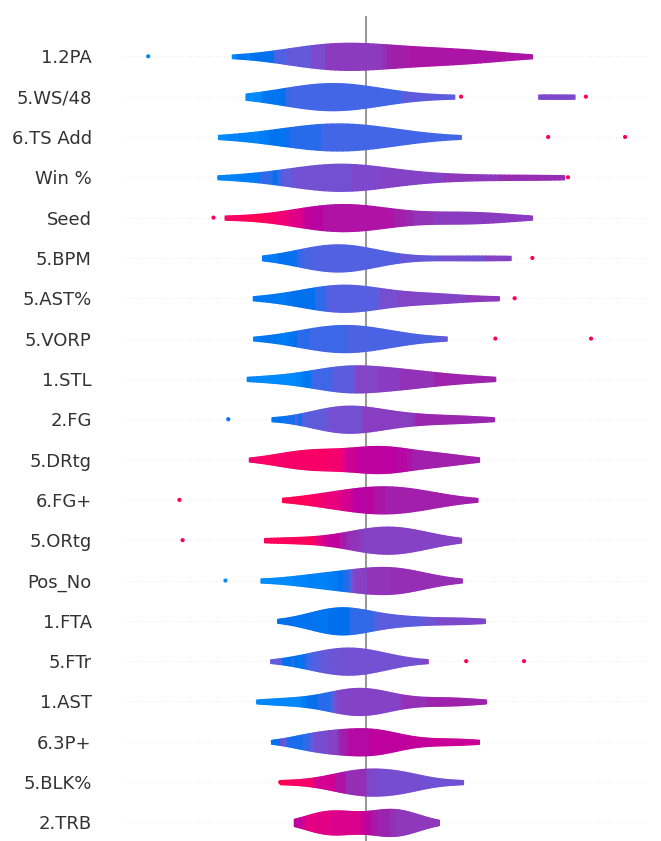 1.2PA
5.WS/48
6.TS Add
Win %
Seed
5.BPM
5.AST%
5.VORP
1.STL
2.FG
5.DRtg
6.FG+
5.ORtg
Pos_No
1.FTA
5.FTr
1.AST
6.3P+
5.BLK%
2.TRB